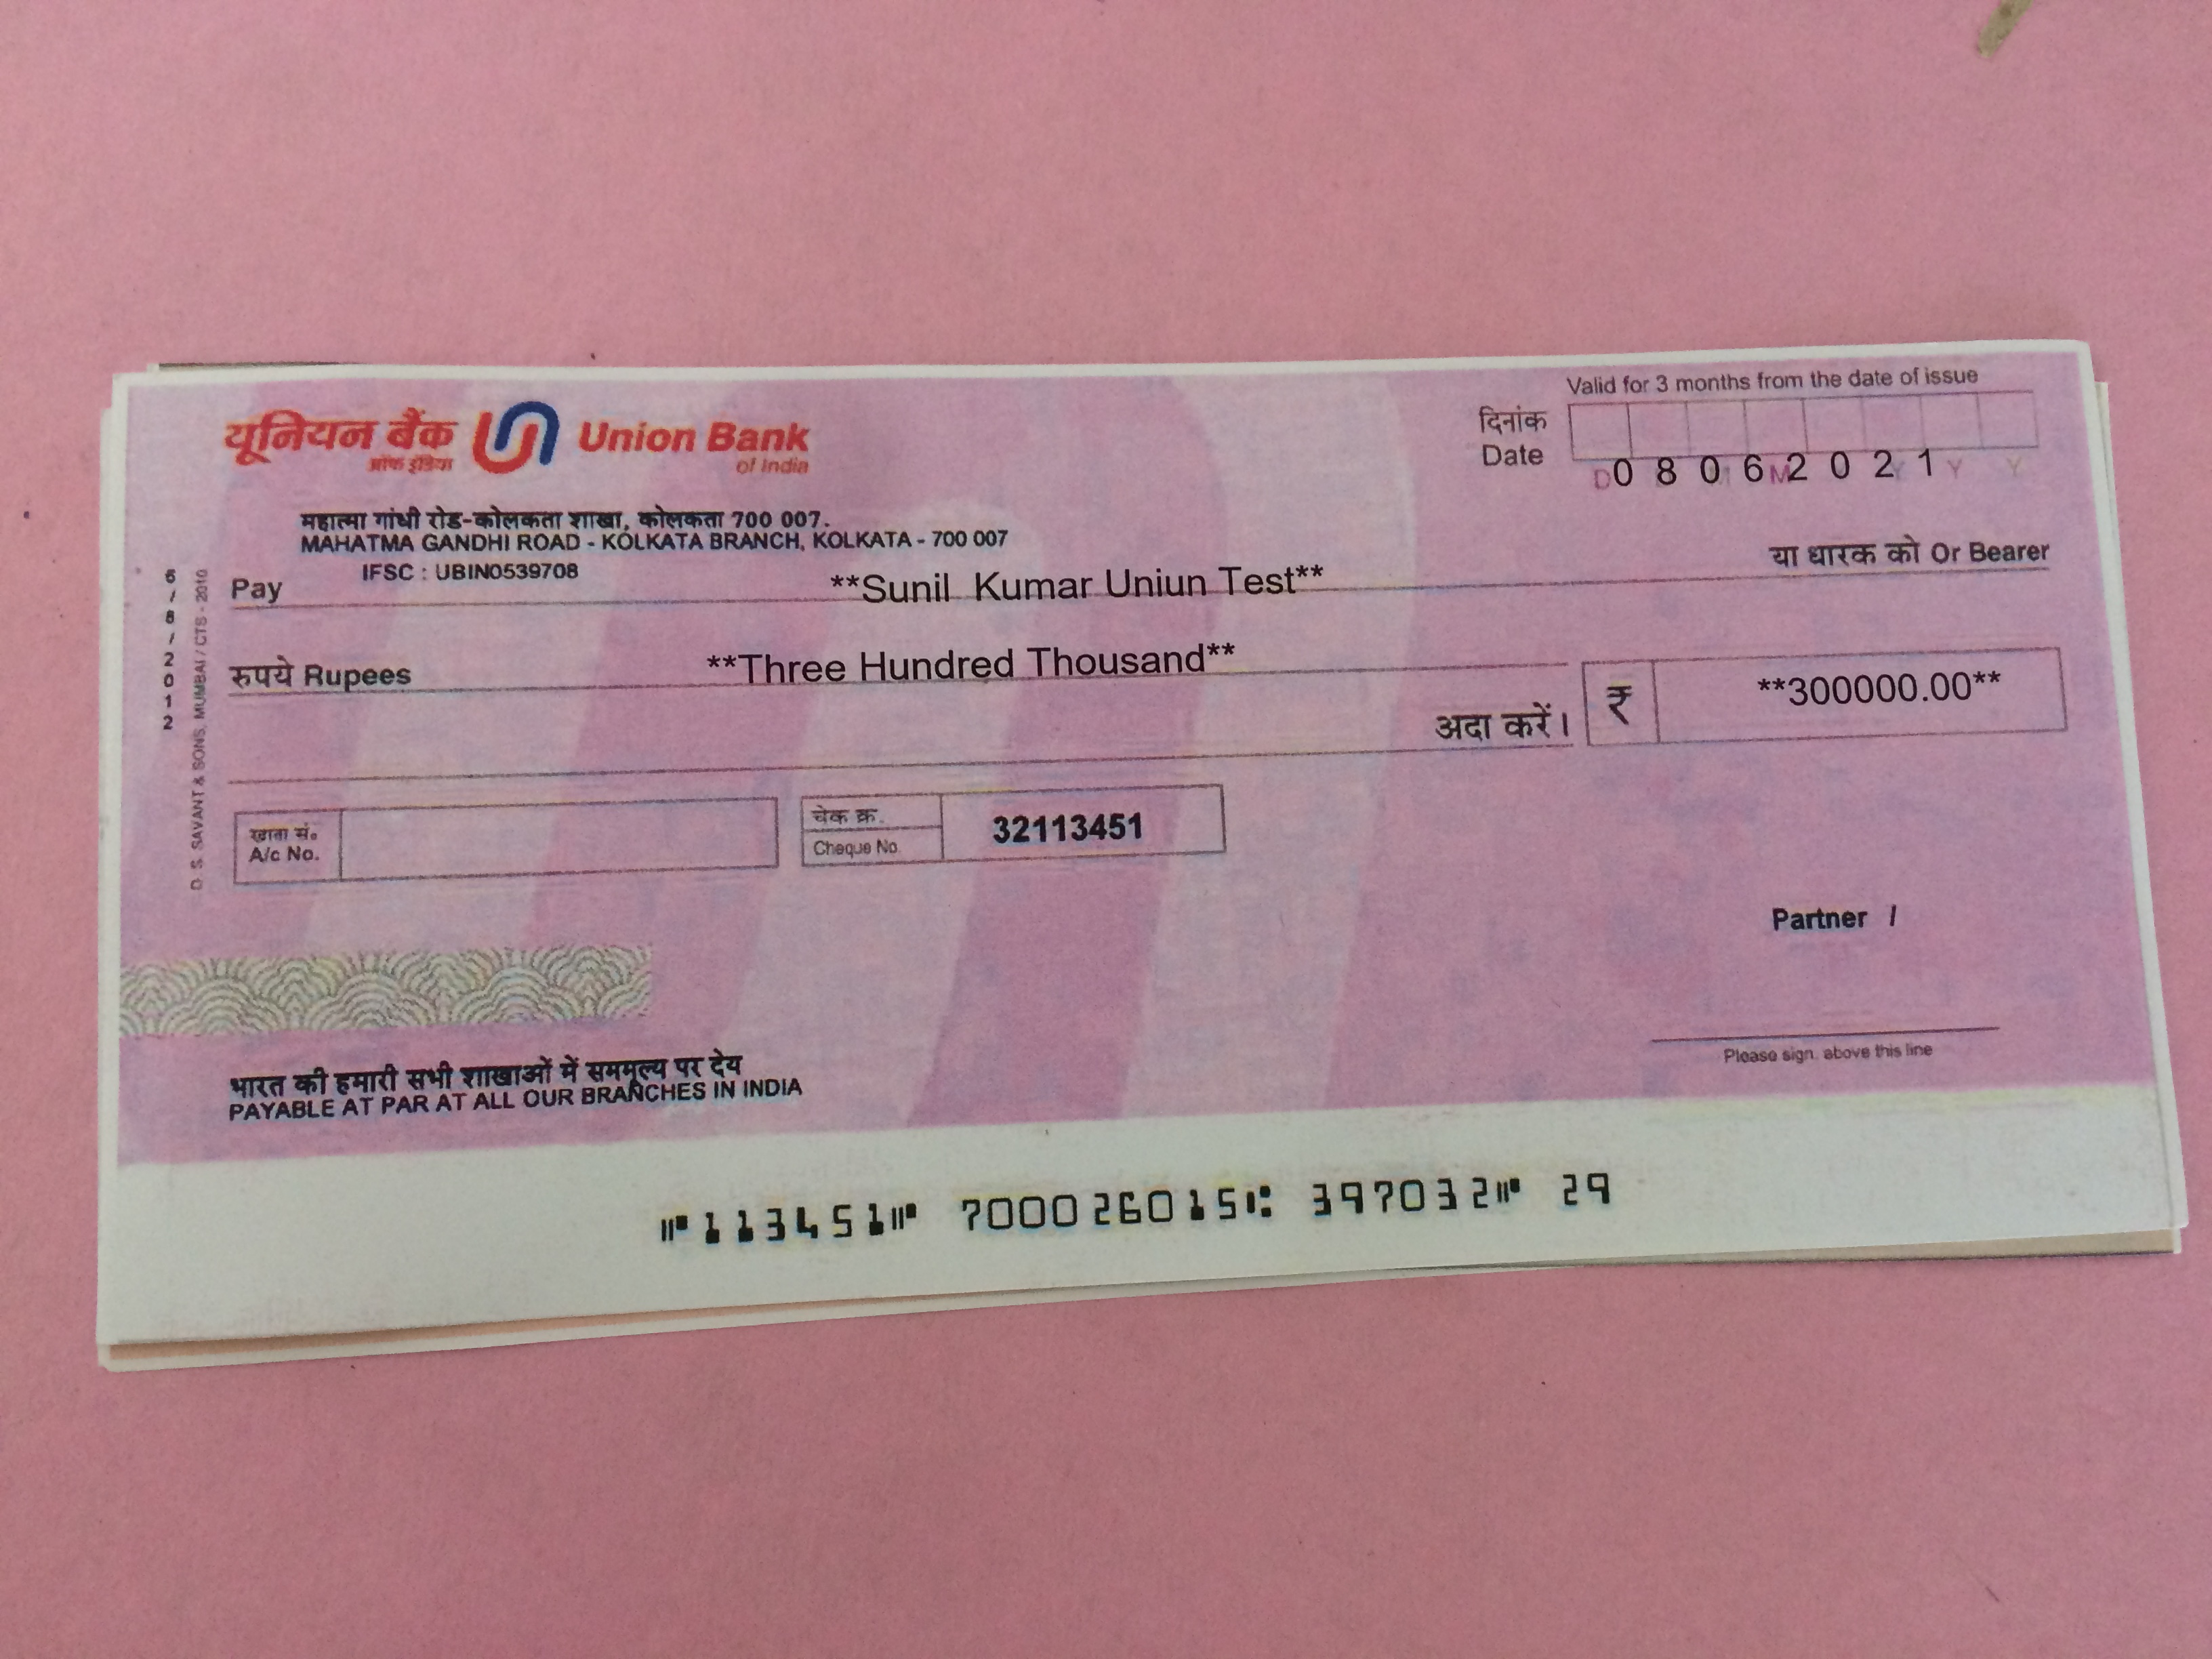 Valid for 3 months from the date of issue
यूनियन बैंक Union Bank
ऑफ इंडिया of India
दिनांक
Date
D 0 8 0 6 M 2 0 2 1 Y Y
महात्मा गांधी रोड-कोलकता शाखा, कोलकता 700 007.
MAHATMA GANDHI ROAD - KOLKATA BRANCH, KOLKATA - 700 007
IFSC : UBIN0539708
Pay **Sunil Kumar Uniun Test** या धारक को Or Bearer
रुपये Rupees **Three Hundred Thousand**
अदा करें। ₹ **300000.00**
खाता सं.
A/c No.
चेक क्र.
Cheque No.
32113451
6/8/2012
D. S. SAVANT & SONS, MUMBAI / CTS - 2010
Partner /
Please sign. above this line
भारत की हमारी सभी शाखाओं में सममूल्य पर देय
PAYABLE AT PAR AT ALL OUR BRANCHES IN INDIA
⑈113451⑈ 700026015⑆ 397032⑈ 29